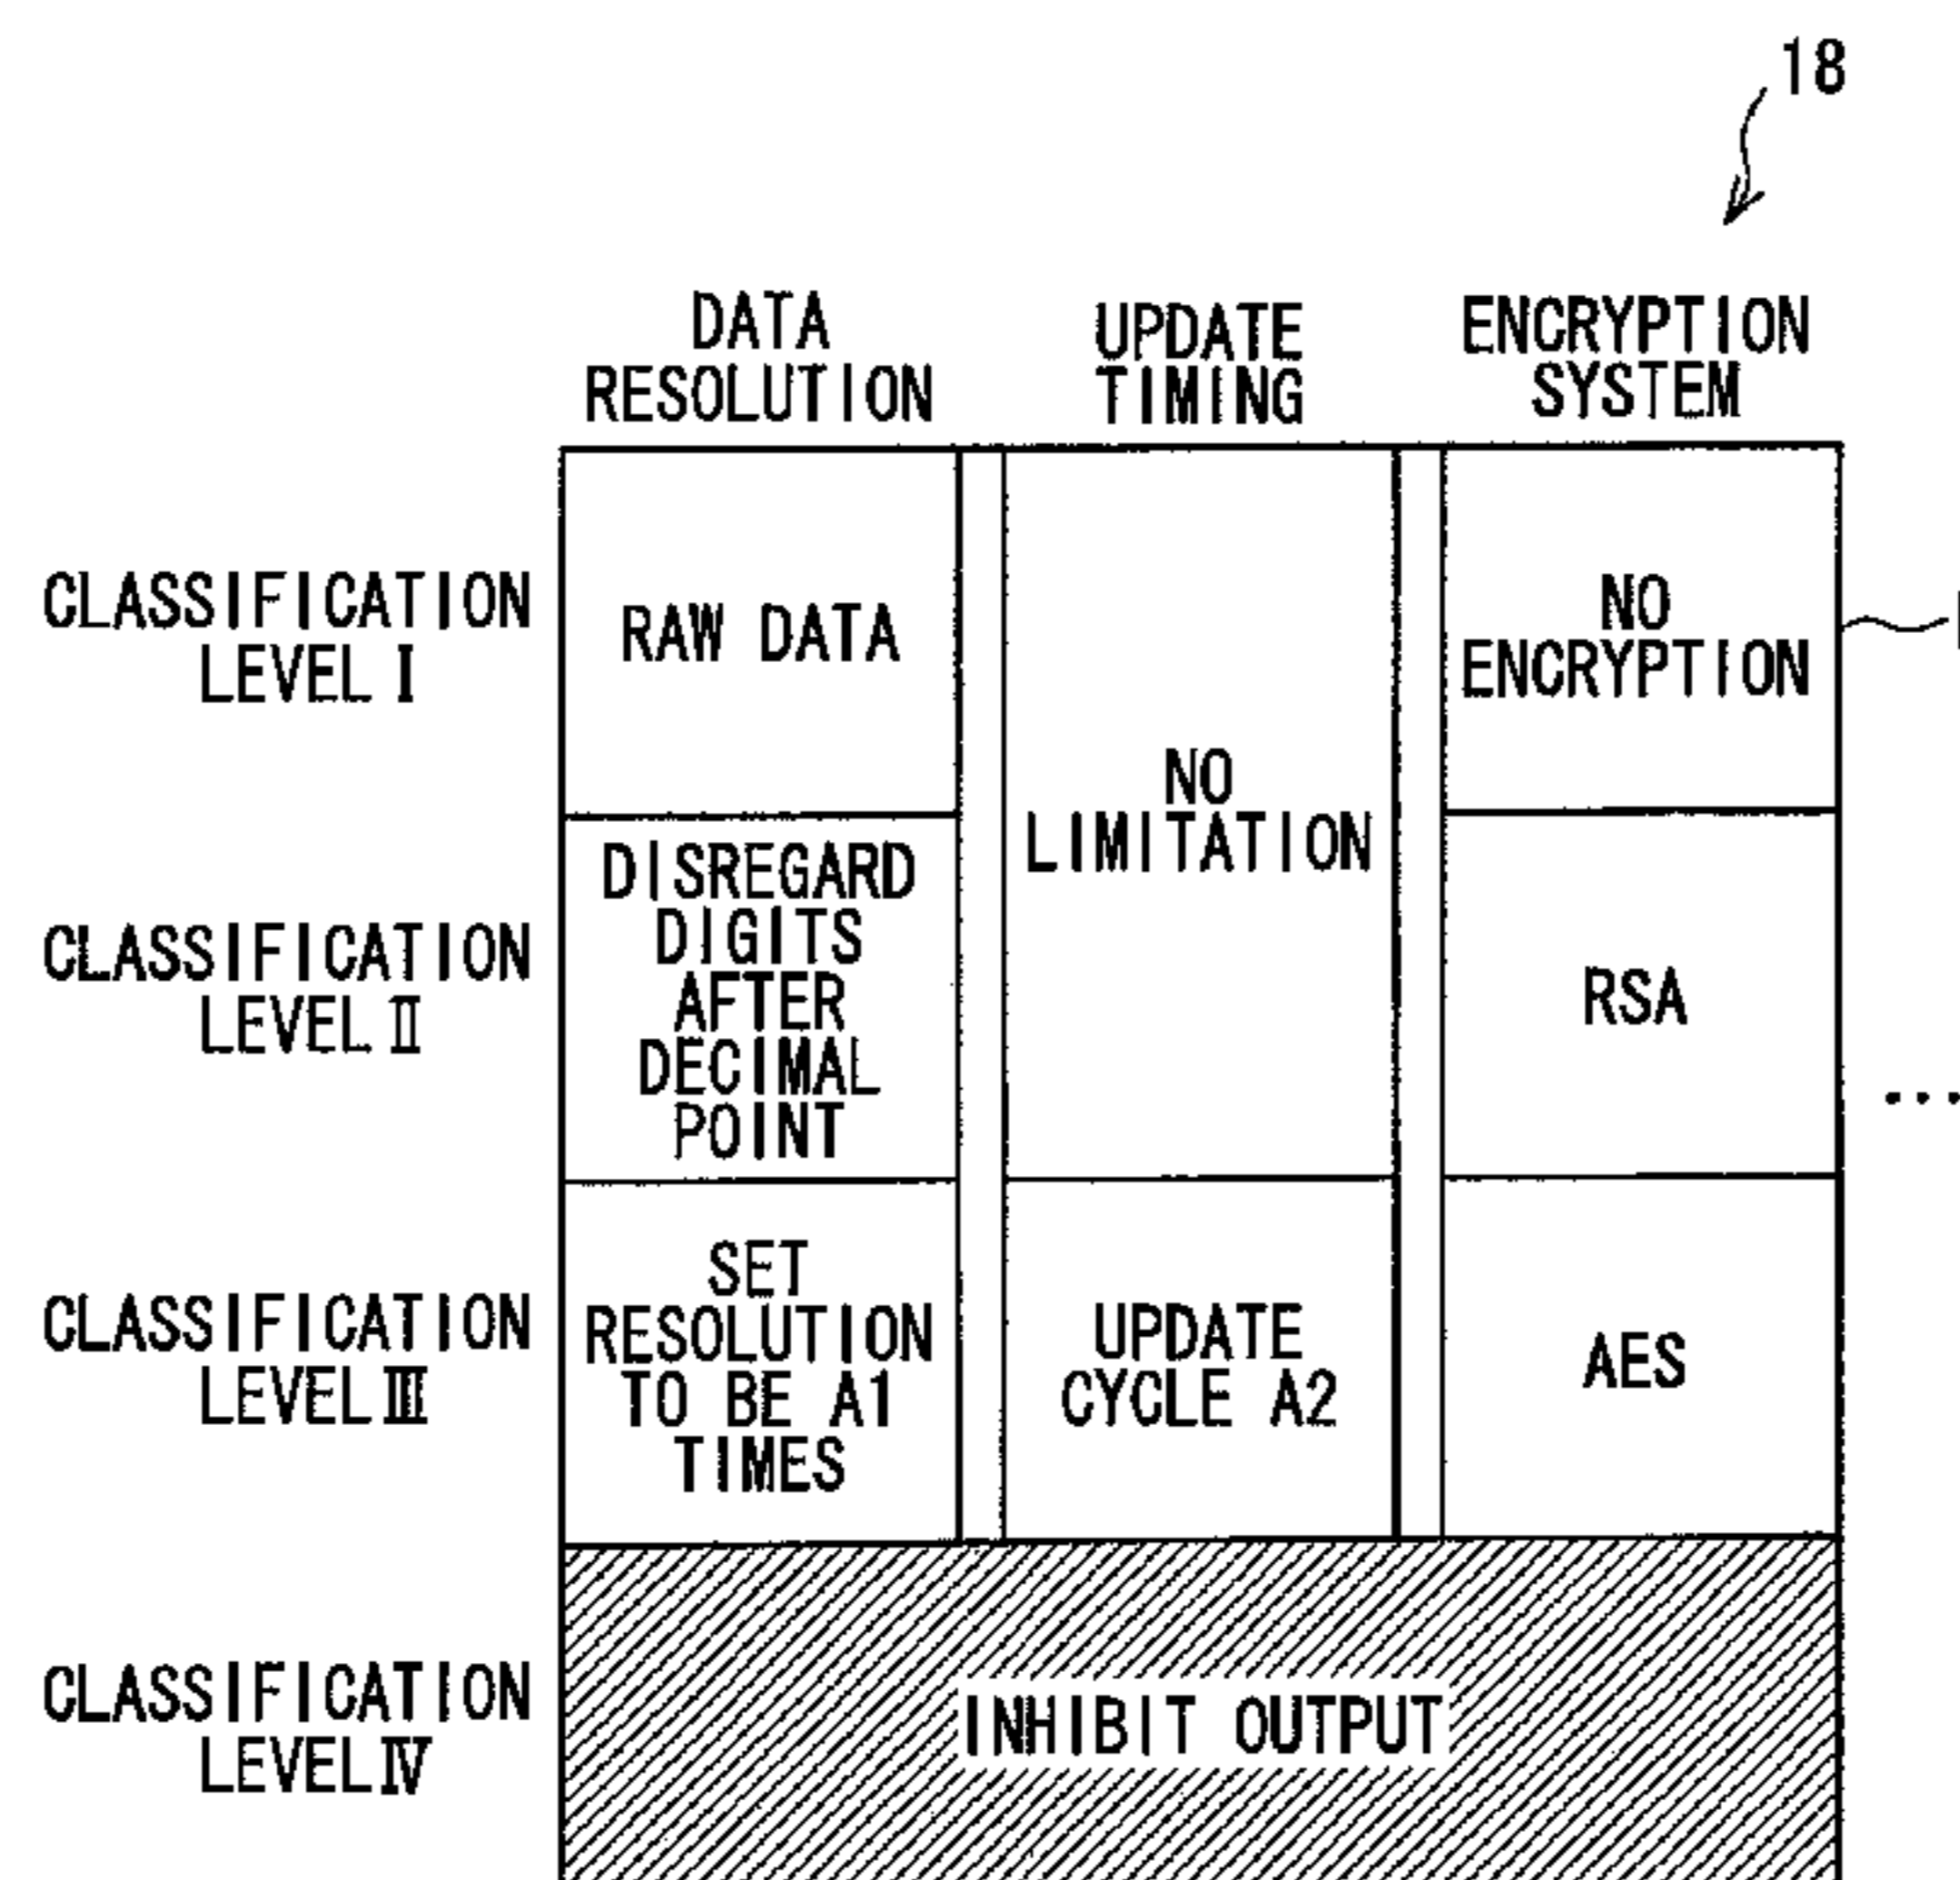 18
DATA
RESOLUTION
UPDATE
TIMING
ENCRYPTION
SYSTEM
CLASSIFICATION
LEVEL I
RAW DATA
NO
LIMITATION
NO
ENCRYPTION
CLASSIFICATION
LEVEL II
DISREGARD
DIGITS
AFTER
DECIMAL
POINT
RSA
...
CLASSIFICATION
LEVEL III
SET
RESOLUTION
TO BE A1
TIMES
UPDATE
CYCLE A2
AES
CLASSIFICATION
LEVEL IV
INHIBIT OUTPUT